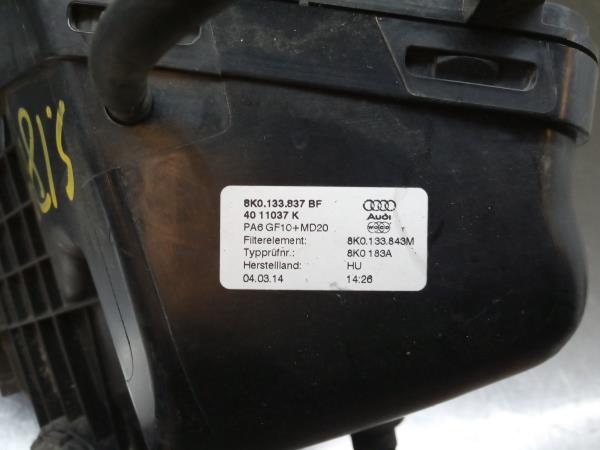 8K0.133.837 BF
40 11037 K
Audi
PA6 GF10+MD20
woco
Filterelement: 8K0.133.843M
Typprüfnr.: 8K0 183A
Herstelland: HU
04.03.14 14:26